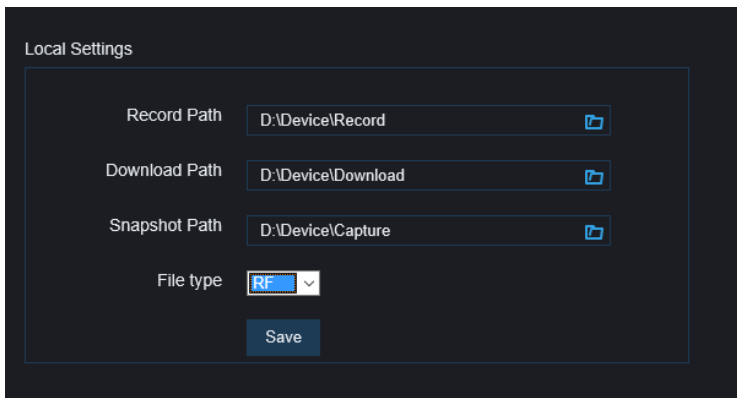 Local Settings
Record Path D:\Device\Record
Download Path D:\Device\Download
Snapshot Path D:\Device\Capture
File type RF
Save